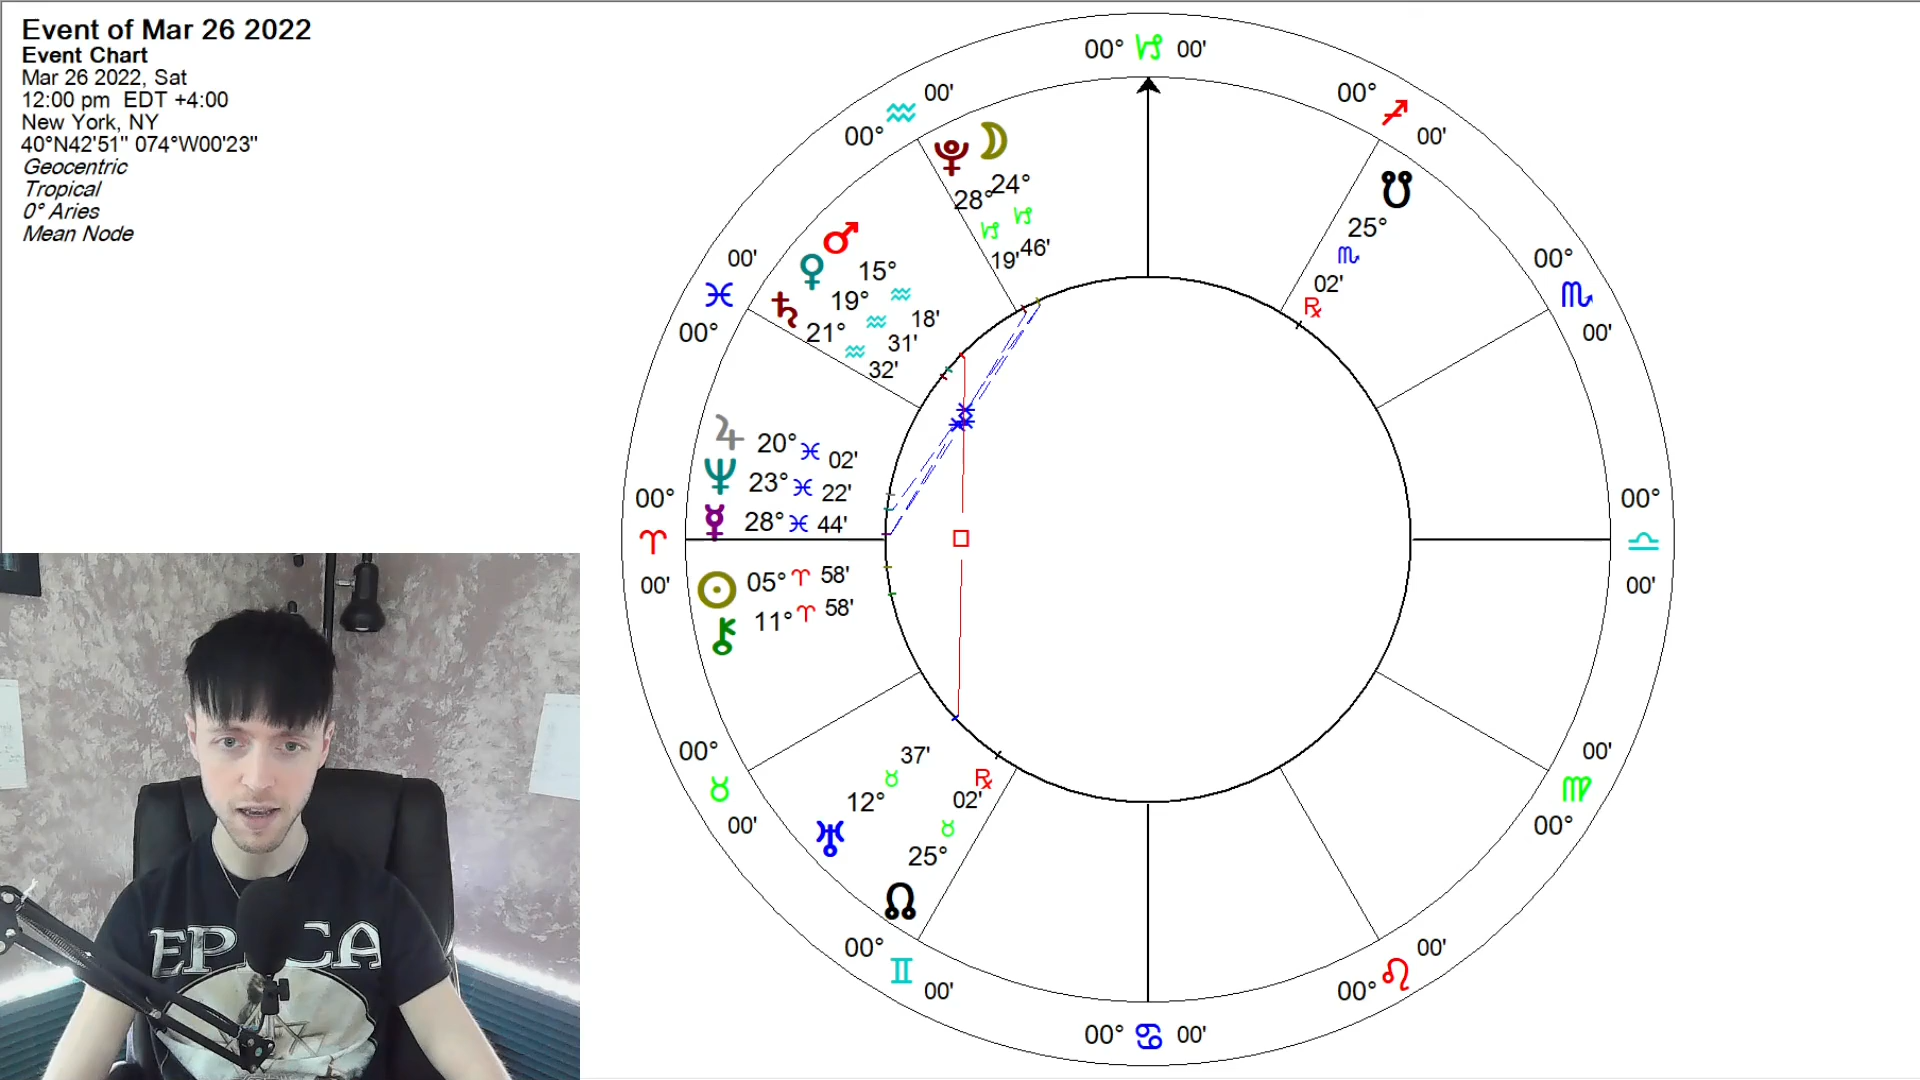 Event of Mar 26 2022
Event Chart
Mar 26 2022, Sat
12:00 pm EDT +4:00
New York, NY
40°N42'51" 074°W00'23"
Geocentric
Tropical
0° Aries
Mean Node
00° ♑ 00'
00° ♐ 00'
00° ♏ 00'
00° ♎ 00'
00° ♍ 00'
00° ♌ 00'
00° ♋ 00'
00° ♊ 00'
00° ♉ 00'
00° ♈ 00'
00° ♓ 00'
00° ♒ 00'
☽ 24° ♑ 46'
♇ 28° ♑ 19'
♂ 15° ♒ 18'
♀ 19° ♒ 31'
♄ 21° ♒ 32'
♃ 20° ♓ 02'
♆ 23° ♓ 22'
☿ 28° ♓ 44'
☉ 05° ♈ 58'
⚷ 11° ♈ 58'
♅ 12° ♉ 37'
☊ 25° ♉ 02' ℞
☋ 25° ♏ 02' ℞
EPICA